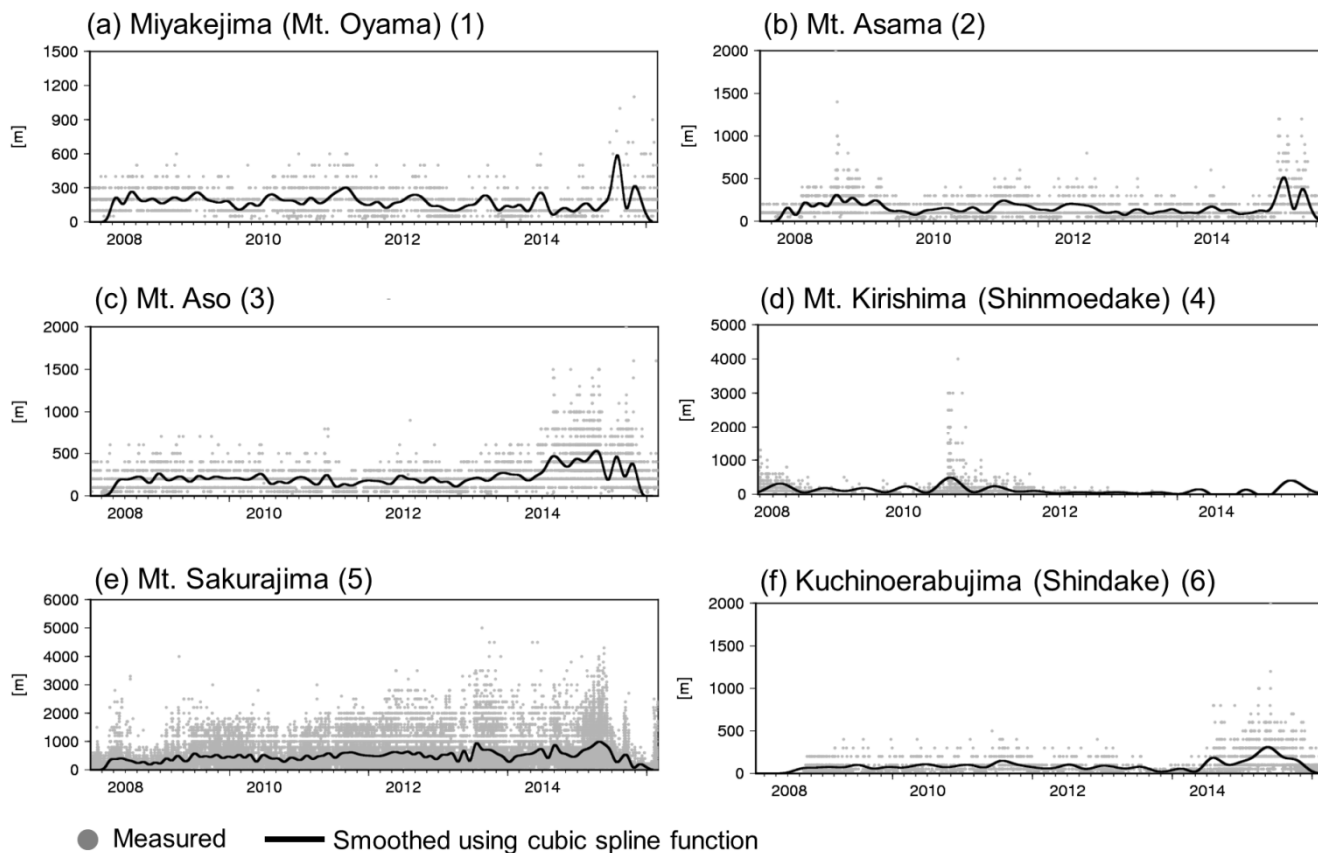 (a) Miyakejima (Mt. Oyama) (1)
1500
1200
900
600
300
0
[m]
2008 2010 2012 2014
(b) Mt. Asama (2)
2000
1500
1000
500
0
[m]
2008 2010 2012 2014
(c) Mt. Aso (3)
2000
1500
1000
500
0
[m]
2008 2010 2012 2014
(d) Mt. Kirishima (Shinmoedake) (4)
5000
4000
3000
2000
1000
0
[m]
2008 2010 2012 2014
(e) Mt. Sakurajima (5)
6000
5000
4000
3000
2000
1000
0
[m]
2008 2010 2012 2014
(f) Kuchinoerabujima (Shindake) (6)
2000
1500
1000
500
0
[m]
2008 2010 2012 2014
Measured Smoothed using cubic spline function